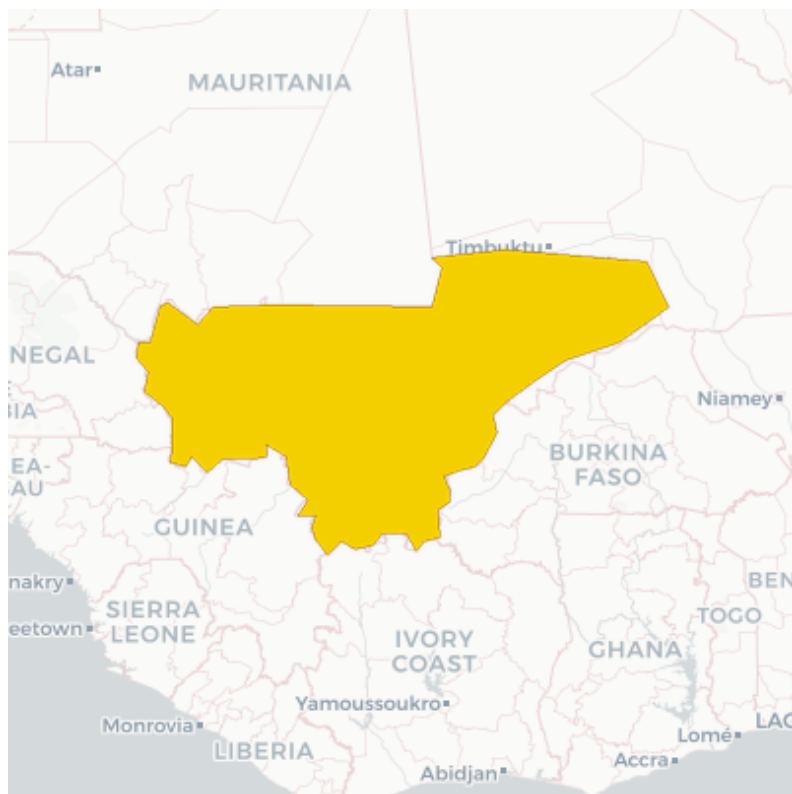 Atar
MAURITANIA
Timbuktu
NEGAL
BIA
Niamey
EA-
AU
BURKINA
FASO
GUINEA
nakry
BEN
SIERRA
LEONE
TOGO
eetown
IVORY
COAST
GHANA
Yamoussoukro
Monrovia
LAG
Lomé
LIBERIA
Accra
Abidjan